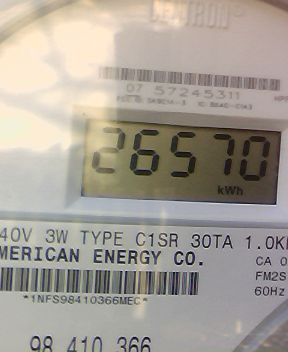 CENTRON®
07 57245311
26570
kWh
40V 3W TYPE C1SR 30TA 1.0K
MERICAN ENERGY CO. CA 0
FM2S
*1NFS98410366MEC* 60Hz
98 410 366